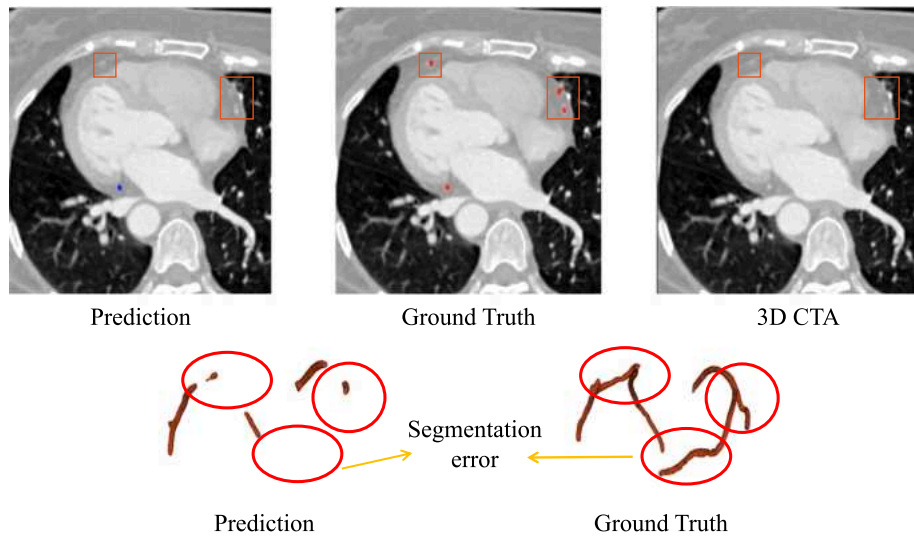 Prediction
Ground Truth
3D CTA
Segmentation
error
Prediction
Ground Truth